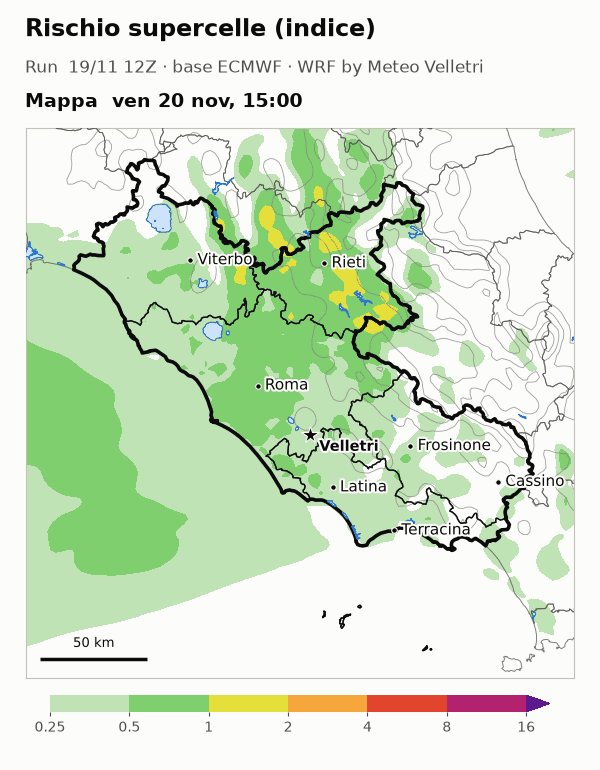 Rischio supercelle (indice)
Run  19/11 12Z · base ECMWF · WRF by Meteo Velletri
Mappa  ven 20 nov, 15:00
Viterbo
Rieti
Roma
Velletri
Frosinone
Latina
Cassino
Terracina
50 km
0.25 0.5 1 2 4 8 16